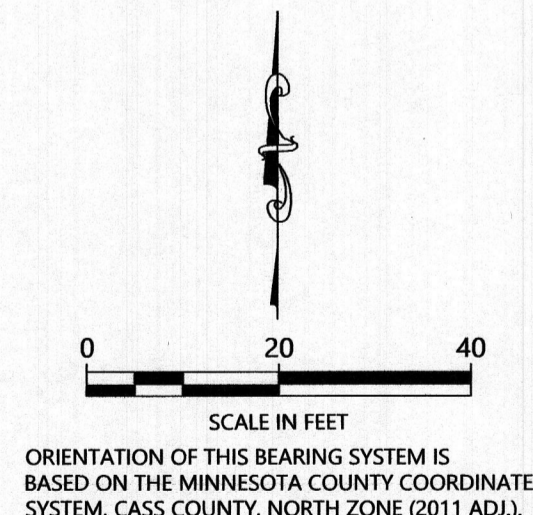 0 20 40
SCALE IN FEET
ORIENTATION OF THIS BEARING SYSTEM IS
BASED ON THE MINNESOTA COUNTY COORDINATE
SYSTEM, CASS COUNTY, NORTH ZONE (2011 ADJ.).